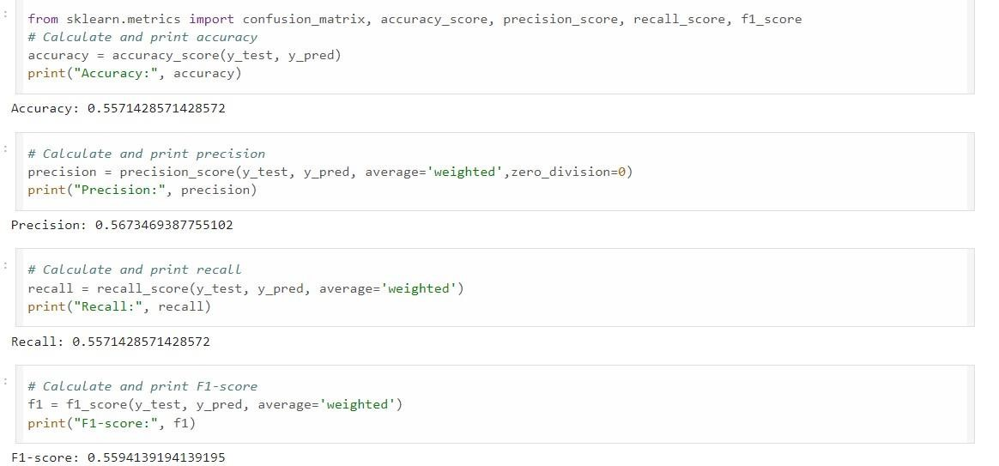 :
from sklearn.metrics import confusion_matrix, accuracy_score, precision_score, recall_score, f1_score
# Calculate and print accuracy
accuracy = accuracy_score(y_test, y_pred)
print("Accuracy:", accuracy)
Accuracy: 0.5571428571428572
:
# Calculate and print precision
precision = precision_score(y_test, y_pred, average='weighted',zero_division=0)
print("Precision:", precision)
Precision: 0.5673469387755102
:
# Calculate and print recall
recall = recall_score(y_test, y_pred, average='weighted')
print("Recall:", recall)
Recall: 0.5571428571428572
:
# Calculate and print F1-score
f1 = f1_score(y_test, y_pred, average='weighted')
print("F1-score:", f1)
F1-score: 0.5594139194139195